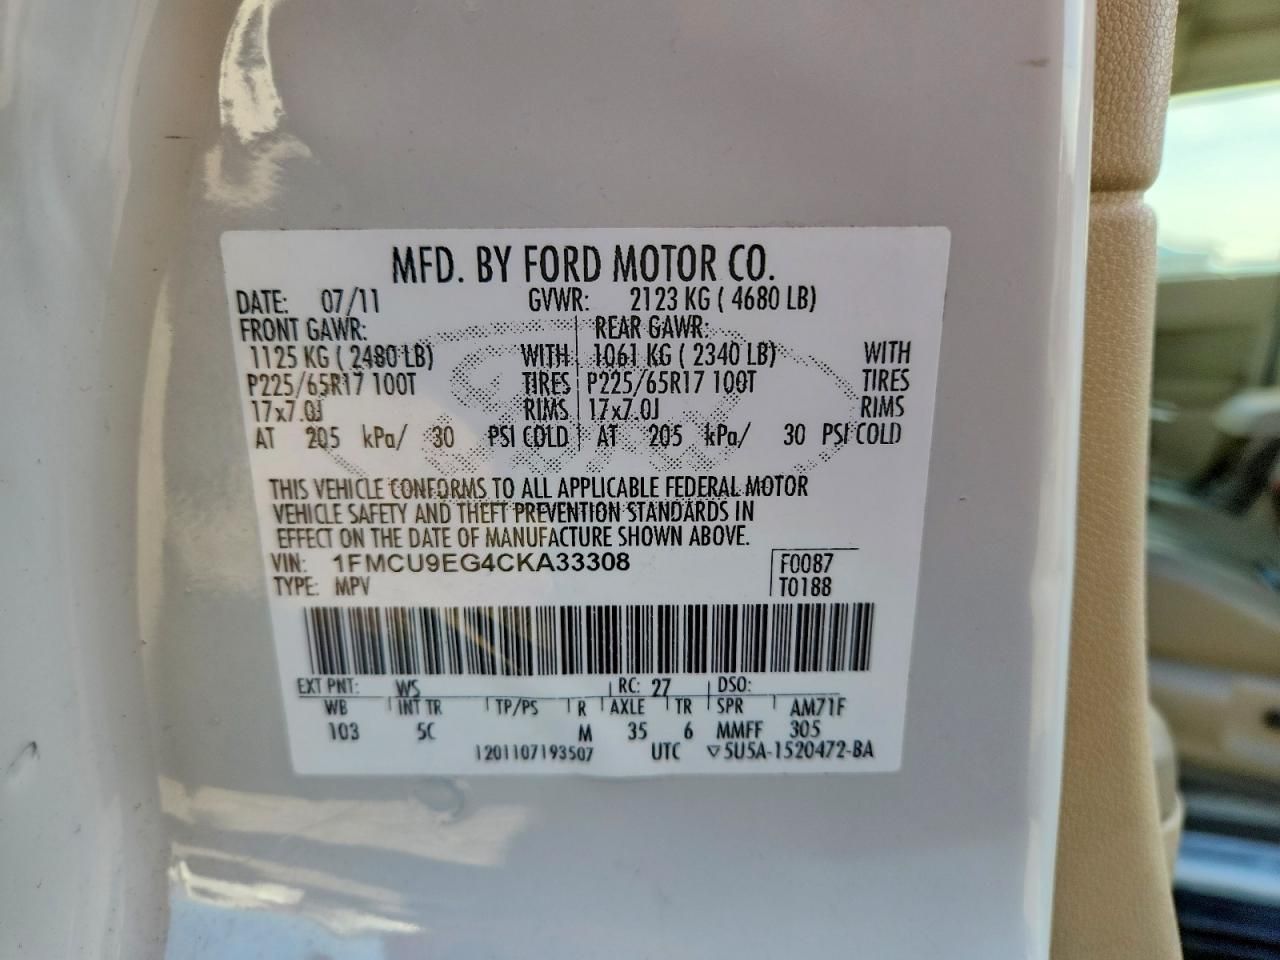 MFD. BY FORD MOTOR CO.
DATE: 07/11 GVWR: 2123 KG ( 4680 LB)
FRONT GAWR: REAR GAWR:
1125 KG ( 2480 LB) WITH 1061 KG ( 2340 LB) WITH
P225/65R17 100T TIRES P225/65R17 100T TIRES
17x7.0J RIMS 17x7.0J RIMS
AT 205 kPa/ 30 PSI COLD AT 205 kPa/ 30 PSI COLD
THIS VEHICLE CONFORMS TO ALL APPLICABLE FEDERAL MOTOR
VEHICLE SAFETY AND THEFT PREVENTION STANDARDS IN
EFFECT ON THE DATE OF MANUFACTURE SHOWN ABOVE.
VIN: 1FMCU9EG4CKA33308 F0087
TYPE: MPV T0188
EXT PNT: WS RC: 27 DSO:
WB INT TR TP/PS R AXLE TR SPR AM71F
103 5C M 35 6 MMFF 305
1201107193507 UTC ▽5U5A-1520472-BA